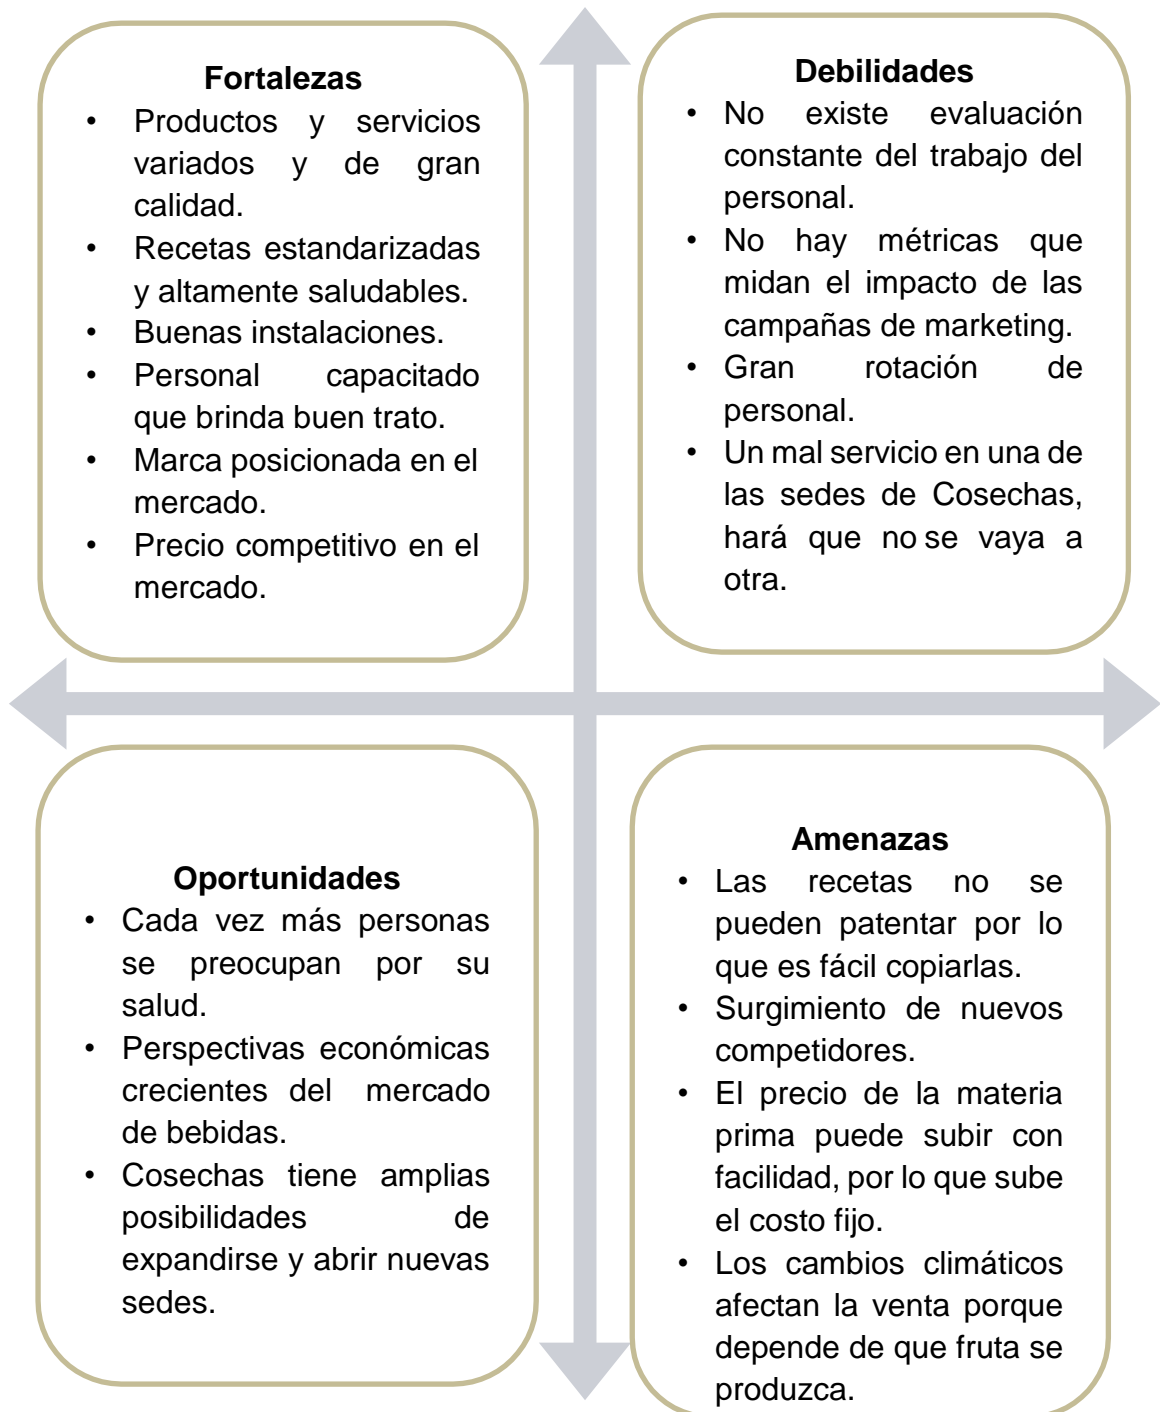 Fortalezas
• Productos y servicios
variados y de gran
calidad.
• Recetas estandarizadas
y altamente saludables.
• Buenas instalaciones.
• Personal capacitado
que brinda buen trato.
• Marca posicionada en el
mercado.
• Precio competitivo en el
mercado.
Debilidades
• No existe evaluación
constante del trabajo del
personal.
• No hay métricas que
midan el impacto de las
campañas de marketing.
• Gran rotación de
personal.
• Un mal servicio en una de
las sedes de Cosechas,
hará que no se vaya a
otra.
Oportunidades
• Cada vez más personas
se preocupan por su
salud.
• Perspectivas económicas
crecientes del mercado
de bebidas.
• Cosechas tiene amplias
posibilidades de
expandirse y abrir nuevas
sedes.
Amenazas
• Las recetas no se
pueden patentar por lo
que es fácil copiarlas.
• Surgimiento de nuevos
competidores.
• El precio de la materia
prima puede subir con
facilidad, por lo que sube
el costo fijo.
• Los cambios climáticos
afectan la venta porque
depende de que fruta se
produzca.